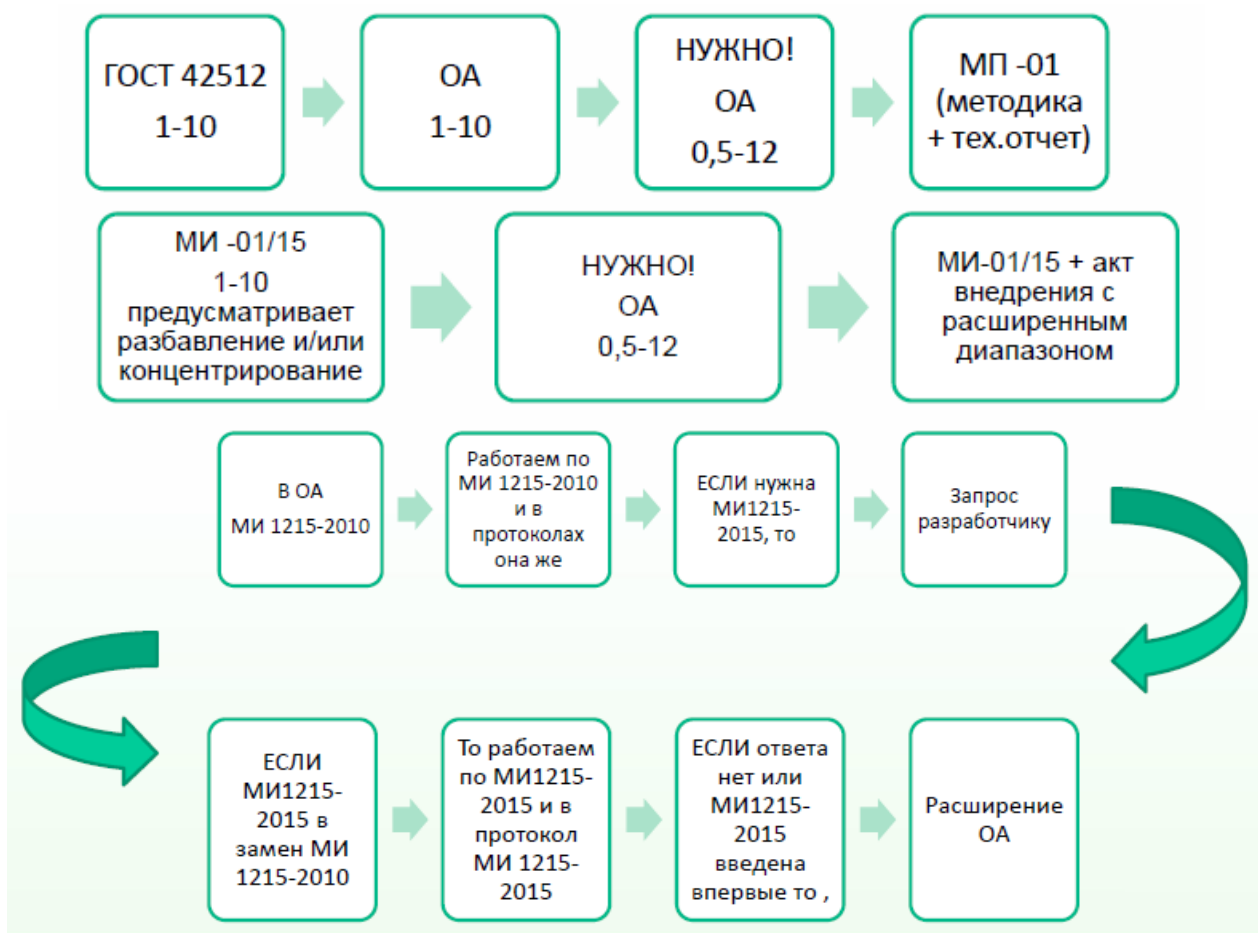 ГОСТ 42512
1-10
ОА
1-10
НУЖНО!
ОА
0,5-12
МП -01
(методика
+ тех.отчет)
МИ -01/15
1-10
предусматривает
разбавление и/или
концентрирование
НУЖНО!
ОА
0,5-12
МИ-01/15 + акт
внедрения с
расширенным
диапазоном
В ОА
МИ 1215-2010
Работаем по
МИ 1215-2010
и в
протоколах
она же
ЕСЛИ нужна
МИ1215-
2015, то
Запрос
разработчику
ЕСЛИ
МИ1215-
2015 в
замен МИ
1215-2010
То работаем
по МИ1215-
2015 и в
протокол
МИ 1215-
2015
ЕСЛИ ответа
нет или
МИ1215-
2015
введена
впервые то ,
Расширение
ОА